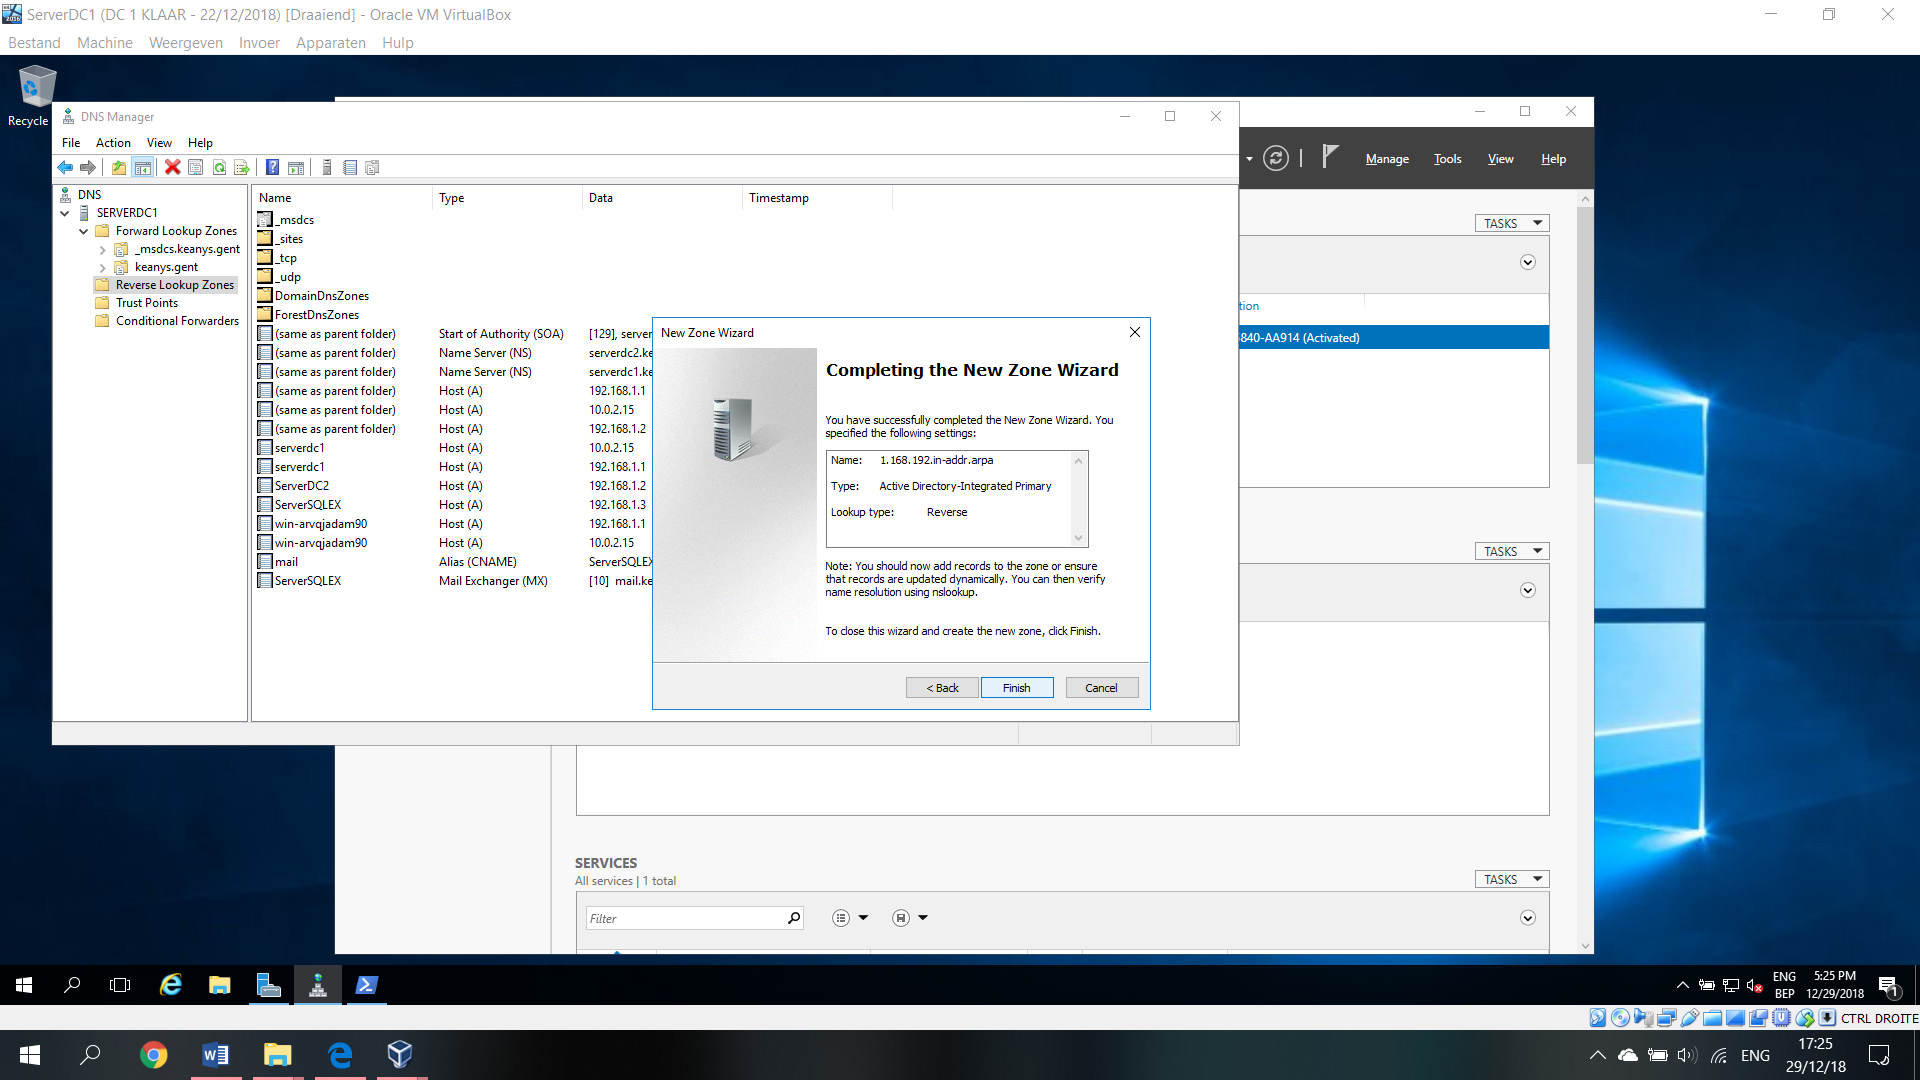 ServerDC1 (DC 1 KLAAR - 22/12/2018) [Draaiend] - Oracle VM VirtualBox
Bestand Machine Weergeven Invoer Apparaten Hulp
Recycle
DNS Manager
File Action View Help
Manage Tools View Help
DNS
SERVERDC1
Forward Lookup Zones
_msdcs.keanys.gent
keanys.gent
Reverse Lookup Zones
Trust Points
Conditional Forwarders
Name Type Data Timestamp
_msdcs
_sites
_tcp
_udp
DomainDnsZones
ForestDnsZones
(same as parent folder) Start of Authority (SOA) [129], server
(same as parent folder) Name Server (NS) serverdc2.ke
(same as parent folder) Name Server (NS) serverdc1.ke
(same as parent folder) Host (A) 192.168.1.1
(same as parent folder) Host (A) 10.0.2.15
(same as parent folder) Host (A) 192.168.1.2
serverdc1 Host (A) 10.0.2.15
serverdc1 Host (A) 192.168.1.1
ServerDC2 Host (A) 192.168.1.2
ServerSQLEX Host (A) 192.168.1.3
win-arvqjadam90 Host (A) 192.168.1.1
win-arvqjadam90 Host (A) 10.0.2.15
mail Alias (CNAME) ServerSQLEX
ServerSQLEX Mail Exchanger (MX) [10] mail.ke
New Zone Wizard
Completing the New Zone Wizard
You have successfully completed the New Zone Wizard. You
specified the following settings:
Name: 1.168.192.in-addr.arpa
Type: Active Directory-Integrated Primary
Lookup type: Reverse
Note: You should now add records to the zone or ensure
that records are updated dynamically. You can then verify
name resolution using nslookup.
To close this wizard and create the new zone, click Finish.
< Back Finish Cancel
TASKS
tion
840-AA914 (Activated)
TASKS
SERVICES
All services | 1 total
TASKS
Filter
ENG
BEP
5:25 PM
12/29/2018
1
CTRL DROITE
ENG
17:25
29/12/18